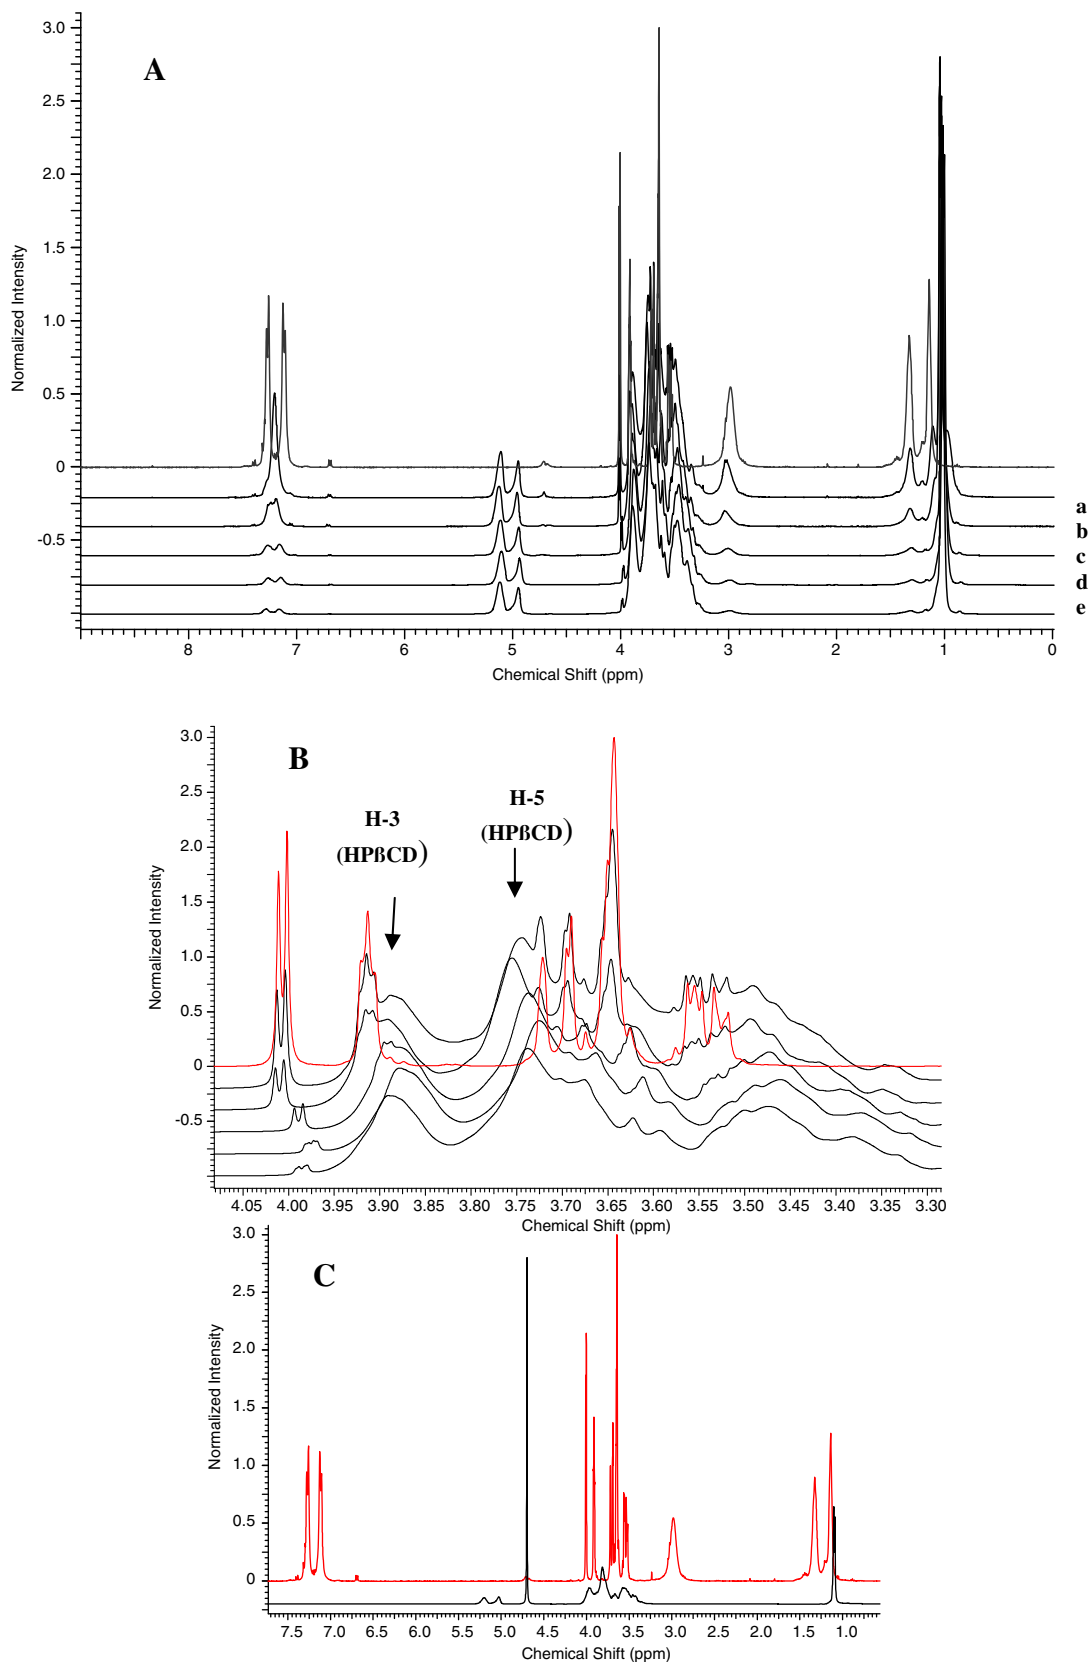 A
3.0
2.5
2.0
1.5
1.0
0.5
0
-0.5
Normalized Intensity
a
b
c
d
e
8 7 6 5 4 3 2 1 0
Chemical Shift (ppm)
B
3.0
2.5
2.0
1.5
1.0
0.5
0
-0.5
Normalized Intensity
H-3
(HPßCD)
H-5
(HPßCD)
4.05 4.00 3.95 3.90 3.85 3.80 3.75 3.70 3.65 3.60 3.55 3.50 3.45 3.40 3.35 3.30
Chemical Shift (ppm)
C
3.0
2.5
2.0
1.5
1.0
0.5
0
Normalized Intensity
7.5 7.0 6.5 6.0 5.5 5.0 4.5 4.0 3.5 3.0 2.5 2.0 1.5 1.0
Chemical Shift (ppm)